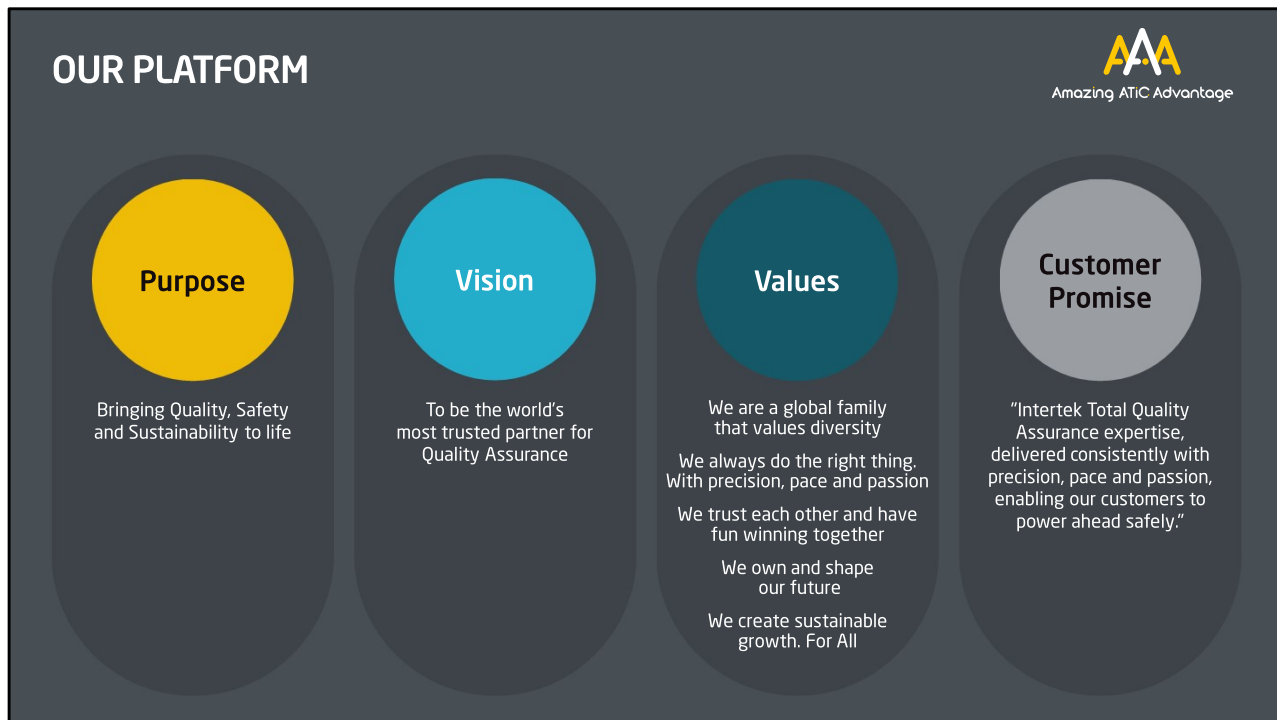 OUR PLATFORM
AAA
Amazing ATiC Advantage
Purpose
Bringing Quality, Safety
and Sustainability to life
Vision
To be the world's
most trusted partner for
Quality Assurance
Values
We are a global family
that values diversity
We always do the right thing.
With precision, pace and passion
We trust each other and have
fun winning together
We own and shape
our future
We create sustainable
growth. For All
Customer
Promise
"Intertek Total Quality
Assurance expertise,
delivered consistently with
precision, pace and passion,
enabling our customers to
power ahead safely."